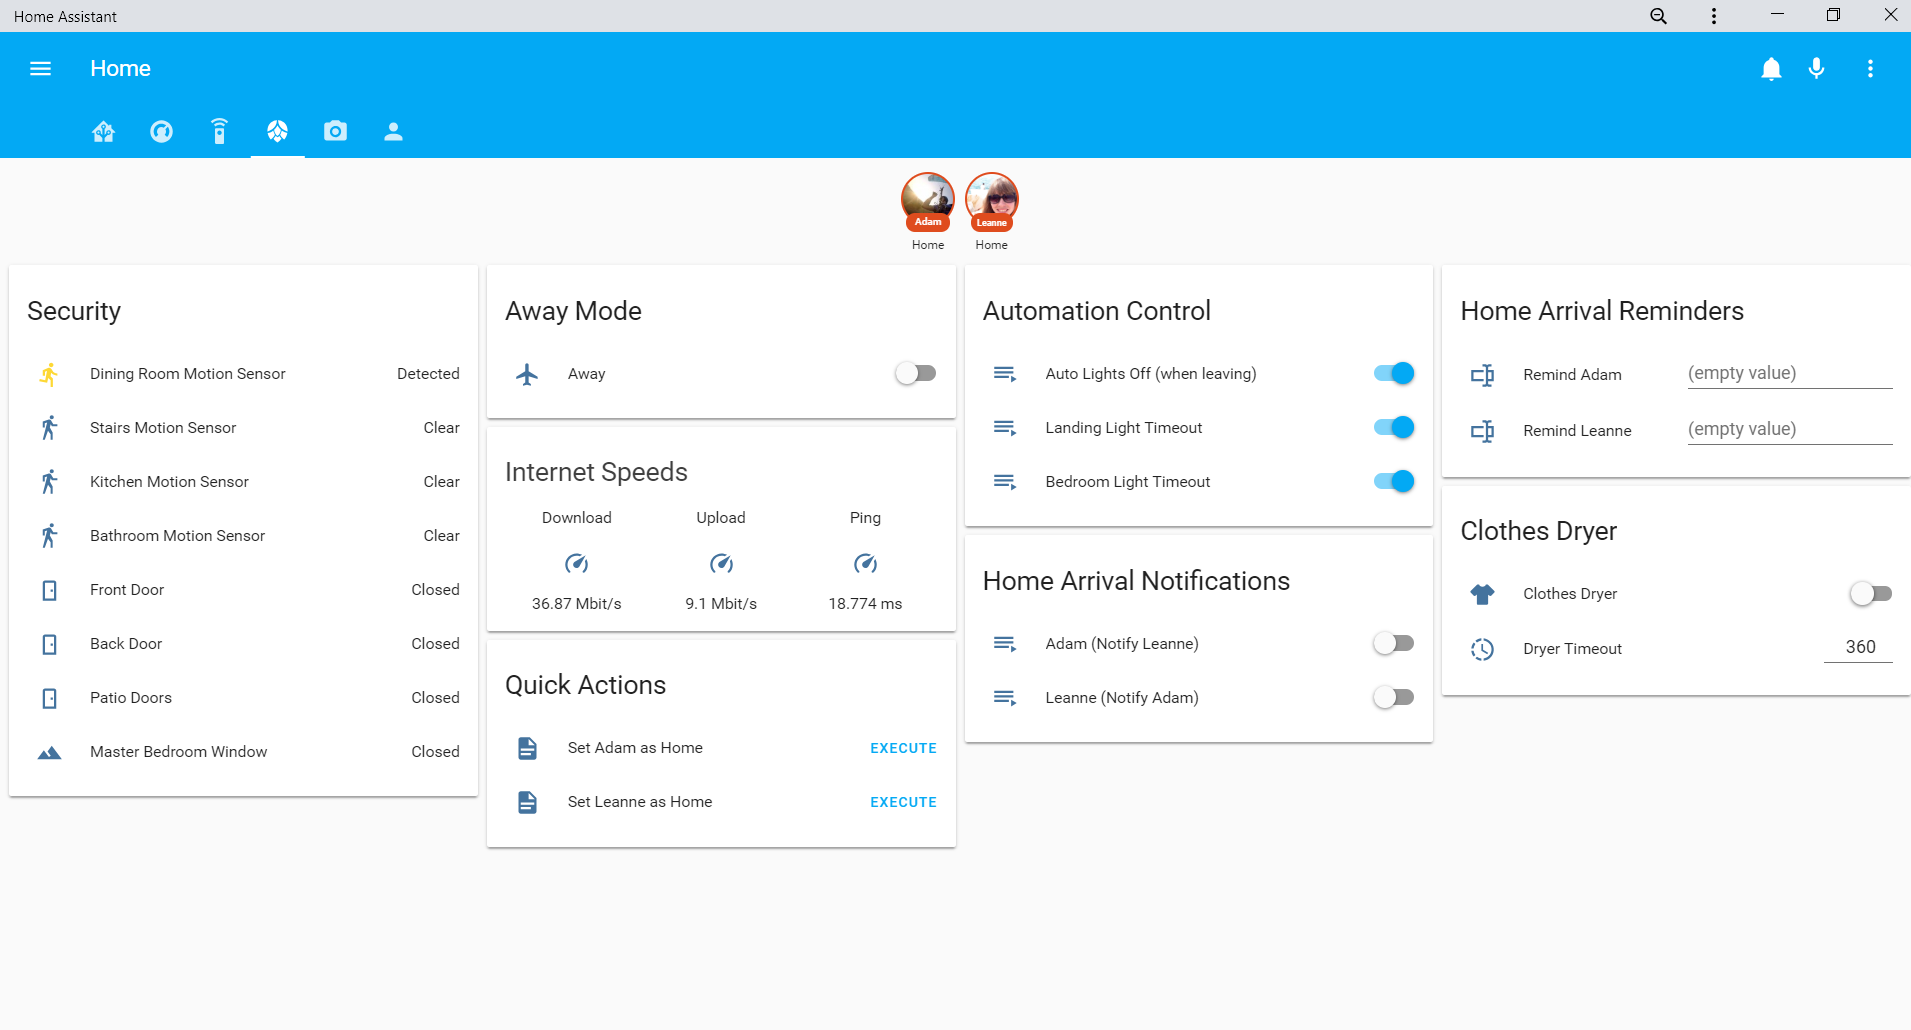 Home Assistant
Home
Adam
Leanne
Home
Home
Security
Dining Room Motion Sensor Detected
Stairs Motion Sensor Clear
Kitchen Motion Sensor Clear
Bathroom Motion Sensor Clear
Front Door Closed
Back Door Closed
Patio Doors Closed
Master Bedroom Window Closed
Away Mode
Away
Internet Speeds
Download Upload Ping
36.87 Mbit/s 9.1 Mbit/s 18.774 ms
Quick Actions
Set Adam as Home EXECUTE
Set Leanne as Home EXECUTE
Automation Control
Auto Lights Off (when leaving)
Landing Light Timeout
Bedroom Light Timeout
Home Arrival Notifications
Adam (Notify Leanne)
Leanne (Notify Adam)
Home Arrival Reminders
Remind Adam (empty value)
Remind Leanne (empty value)
Clothes Dryer
Clothes Dryer
Dryer Timeout 360